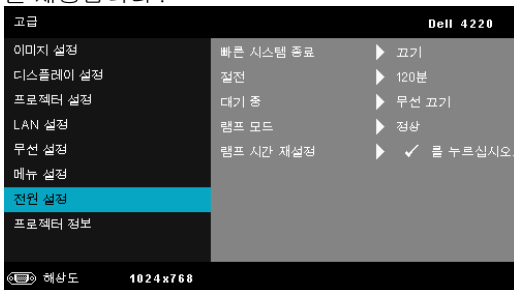 고급 Dell 4220
이미지 설정 빠른 시스템 종료 끄기
디스플레이 설정 절전 120분
프로젝터 설정 대기 중 무선 끄기
LAN 설정 램프 모드 정상
무선 설정 램프 시간 재설정 ✓ 를 누르십시오.
메뉴 설정
전원 설정
프로젝터 정보
해상도 1024x768